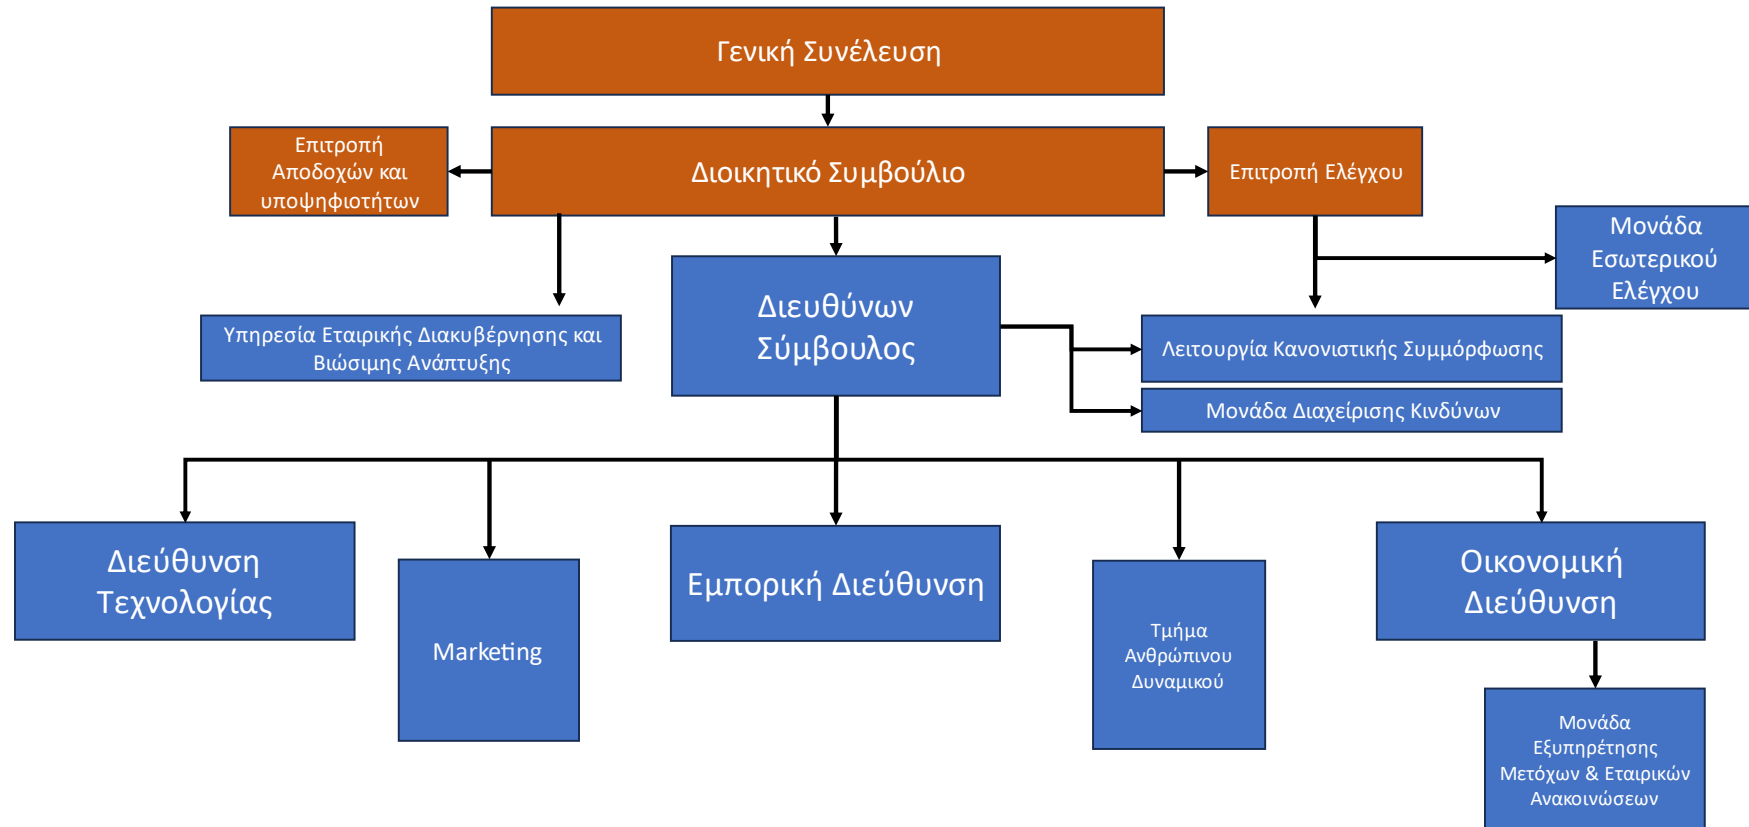 Γενική Συνέλευση
Επιτροπή
Αποδοχών και
υποψηφιοτήτων
Διοικητικό Συμβούλιο
Επιτροπή Ελέγχου
Μονάδα
Εσωτερικού
Ελέγχου
Υπηρεσία Εταιρικής Διακυβέρνησης και
Βιώσιμης Ανάπτυξης
Διευθύνων
Σύμβουλος
Λειτουργία Κανονιστικής Συμμόρφωσης
Μονάδα Διαχείρισης Κινδύνων
Διεύθυνση
Τεχνολογίας
Marketing
Εμπορική Διεύθυνση
Τμήμα
Ανθρώπινου
Δυναμικού
Οικονομική
Διεύθυνση
Μονάδα
Εξυπηρέτησης
Μετόχων & Εταιρικών
Ανακοινώσεων